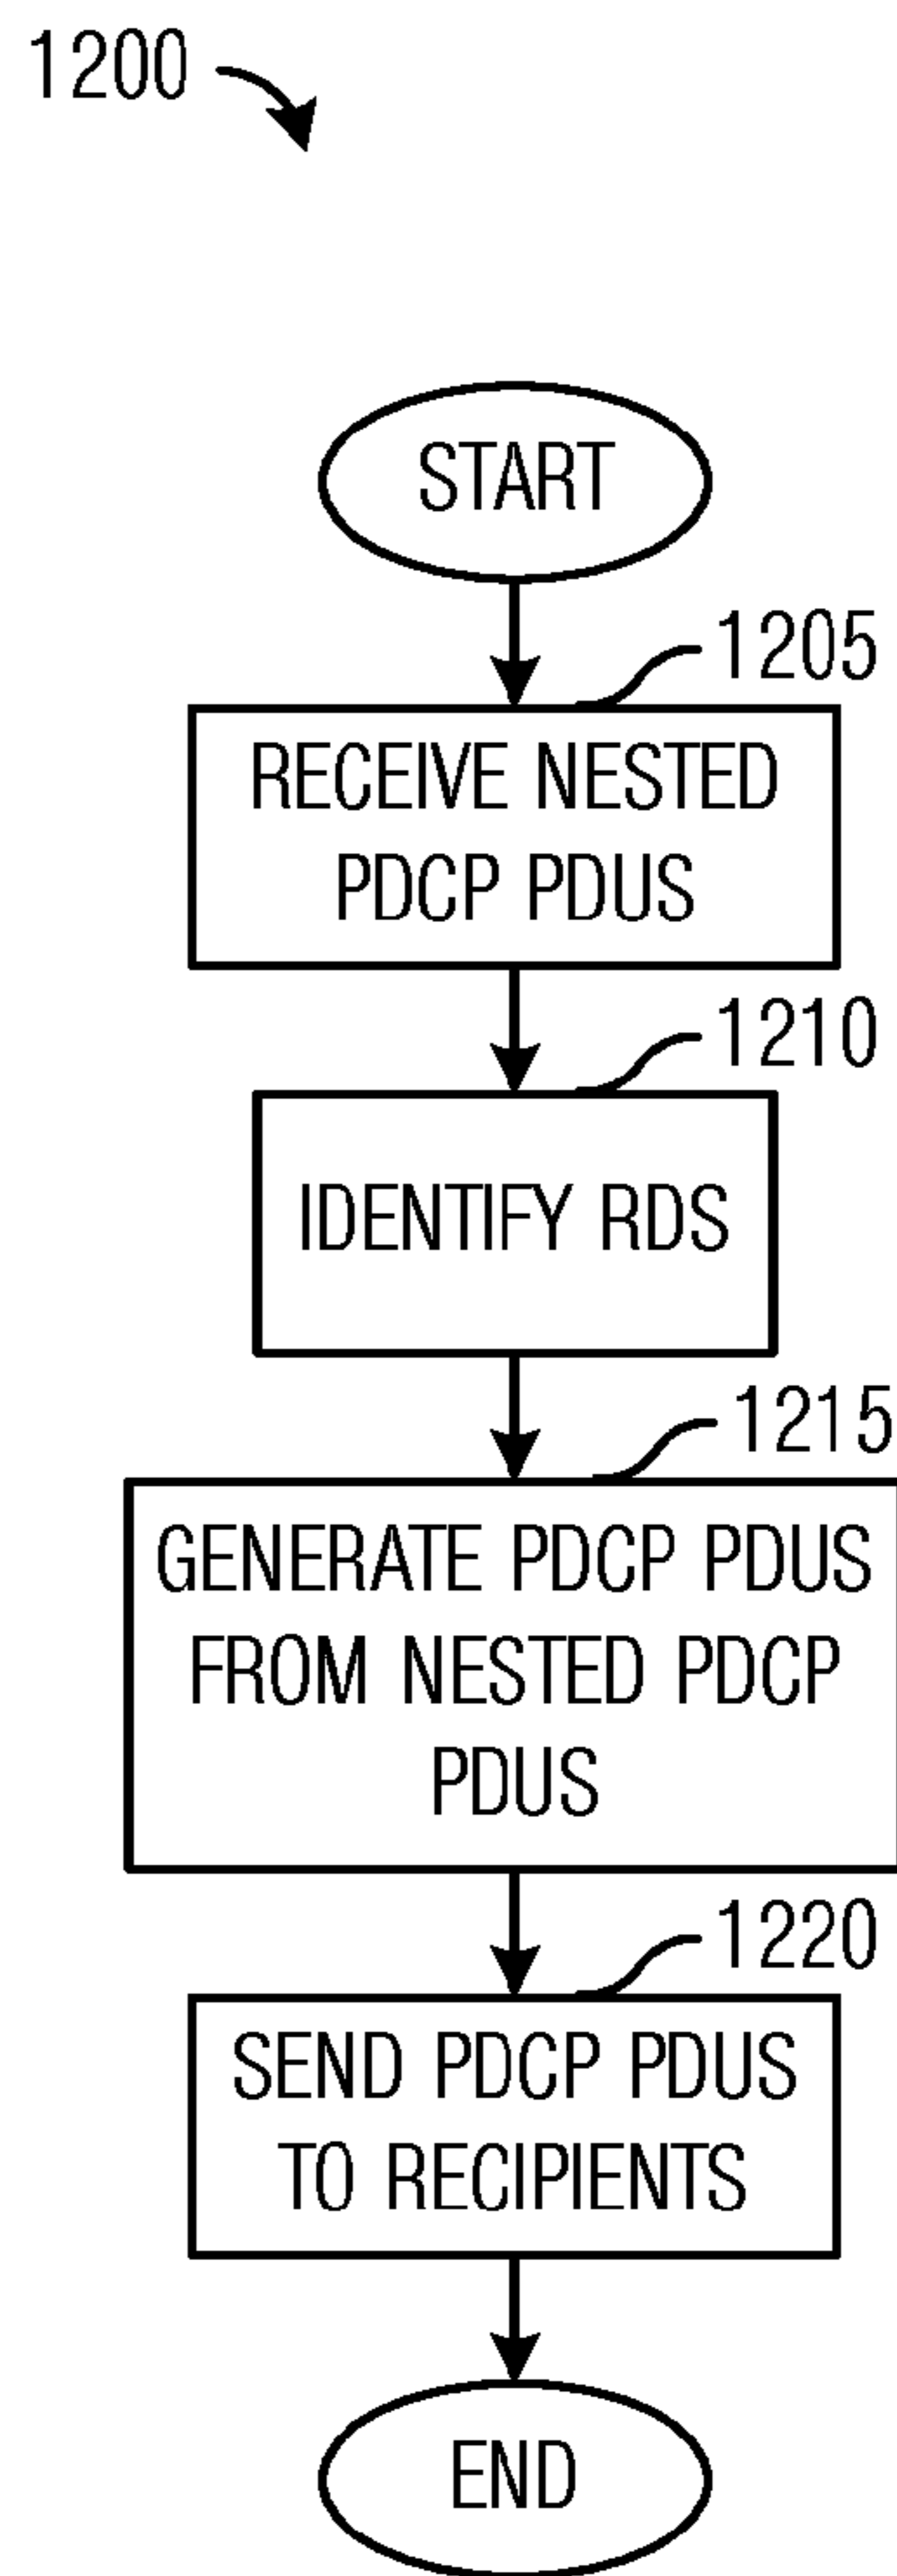 1200
START
1205
RECEIVE NESTED
PDCP PDUS
1210
IDENTIFY RDS
1215
GENERATE PDCP PDUS
FROM NESTED PDCP
PDUS
1220
SEND PDCP PDUS
TO RECIPIENTS
END